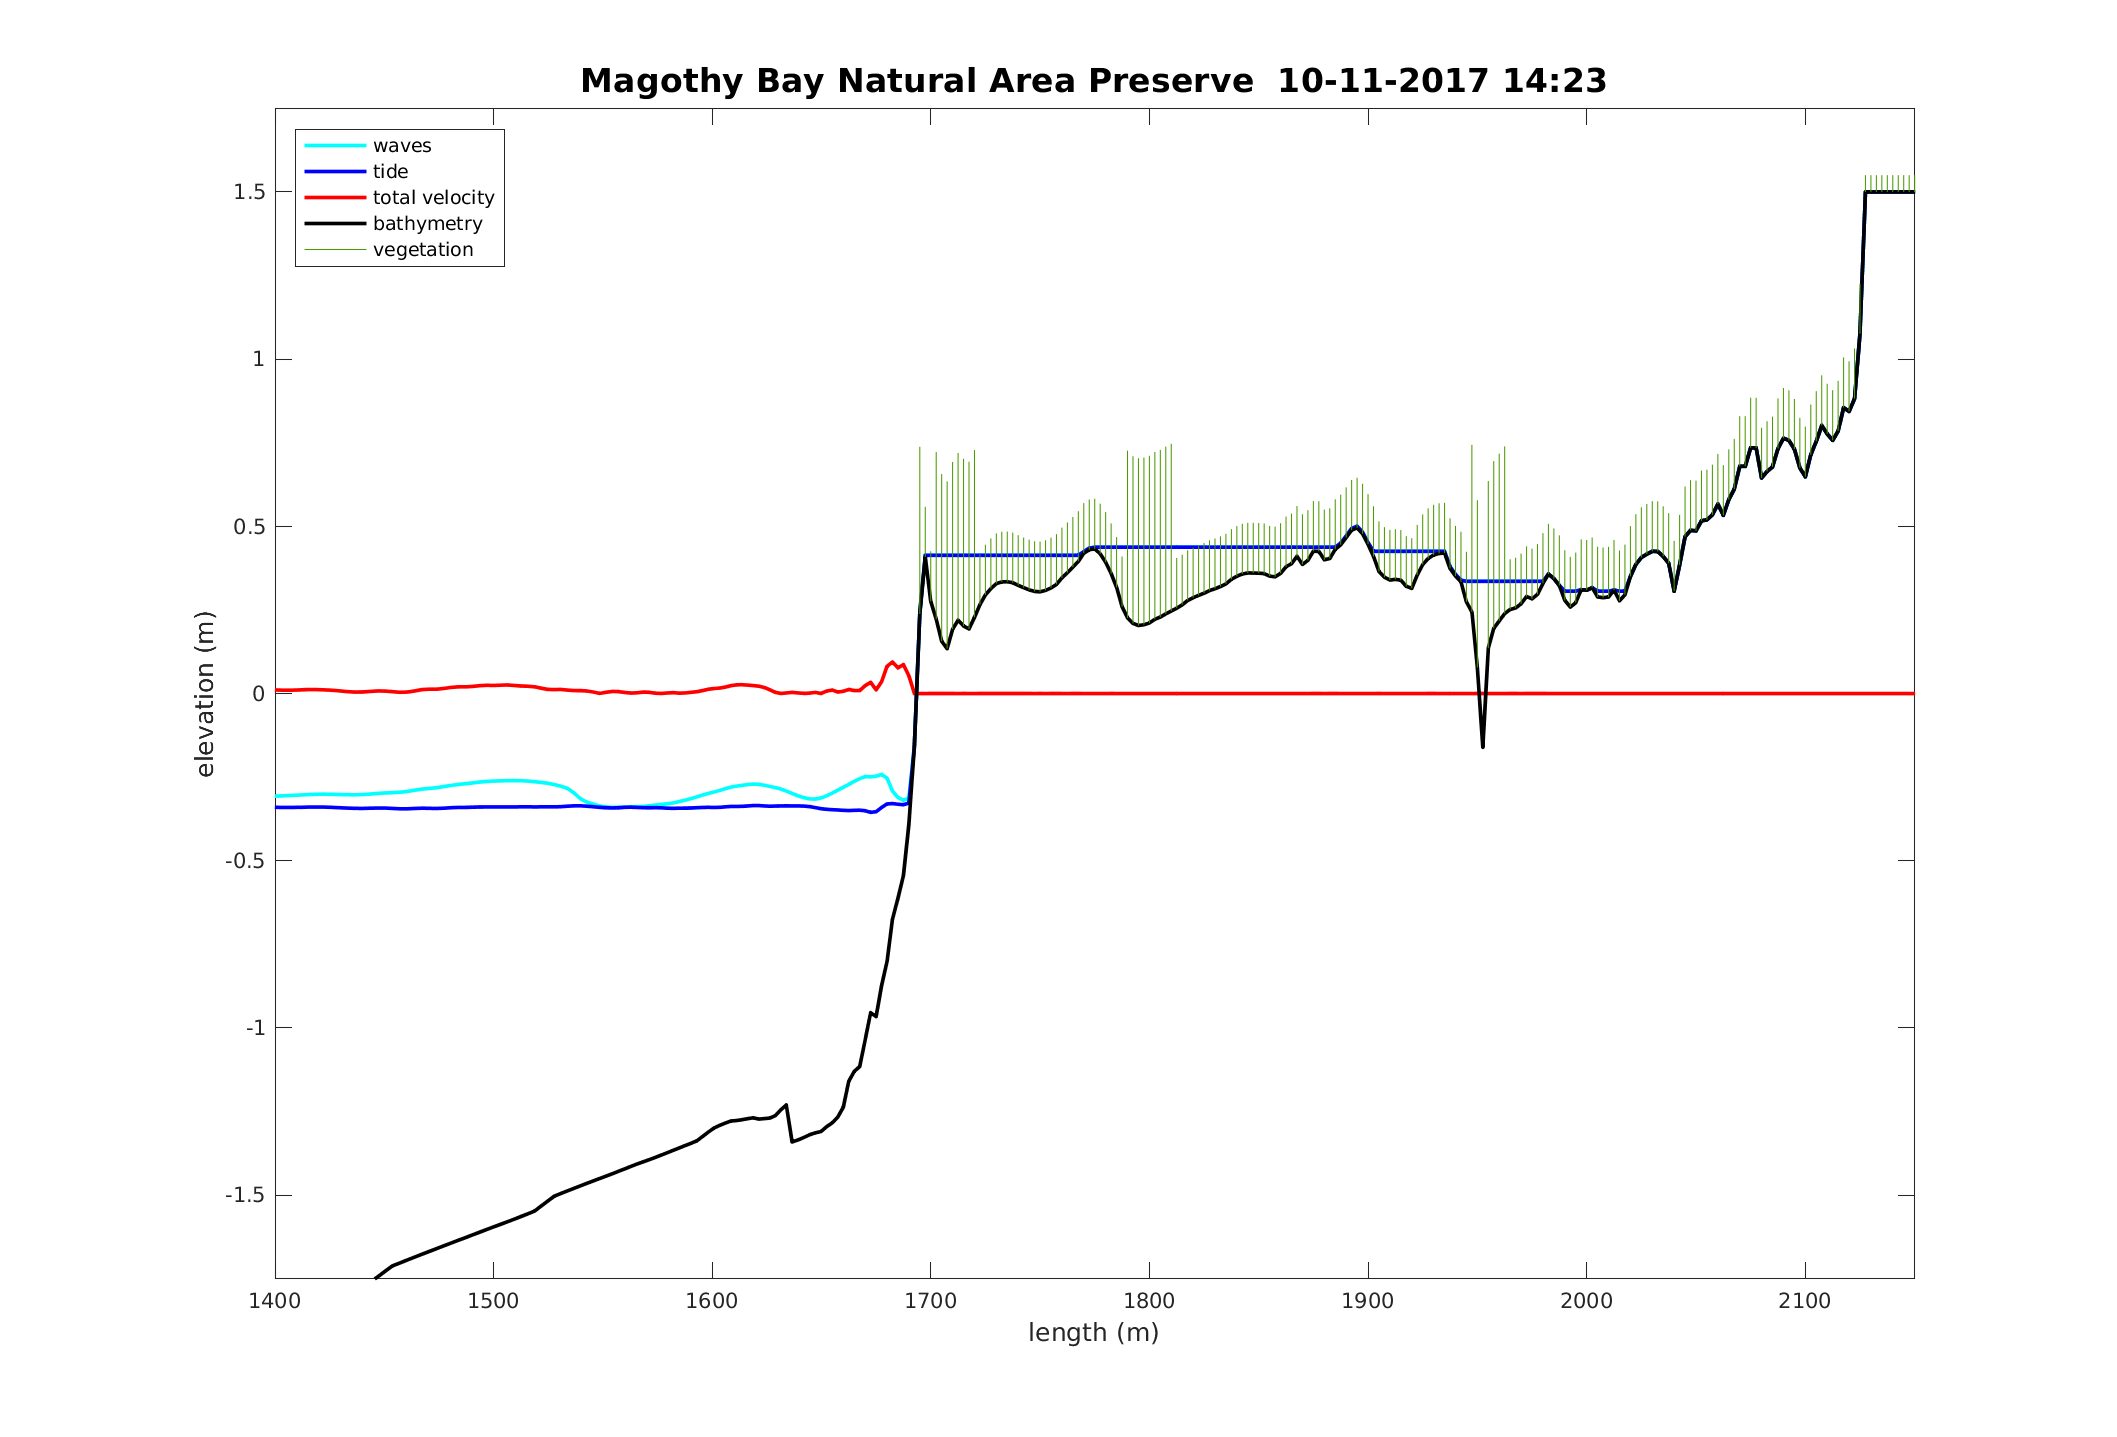 Magothy Bay Natural Area Preserve  10-11-2017 14:23
waves
tide
total velocity
bathymetry
vegetation
1.5
1
0.5
0
-0.5
-1
-1.5
elevation (m)
1400 1500 1600 1700 1800 1900 2000 2100
length (m)